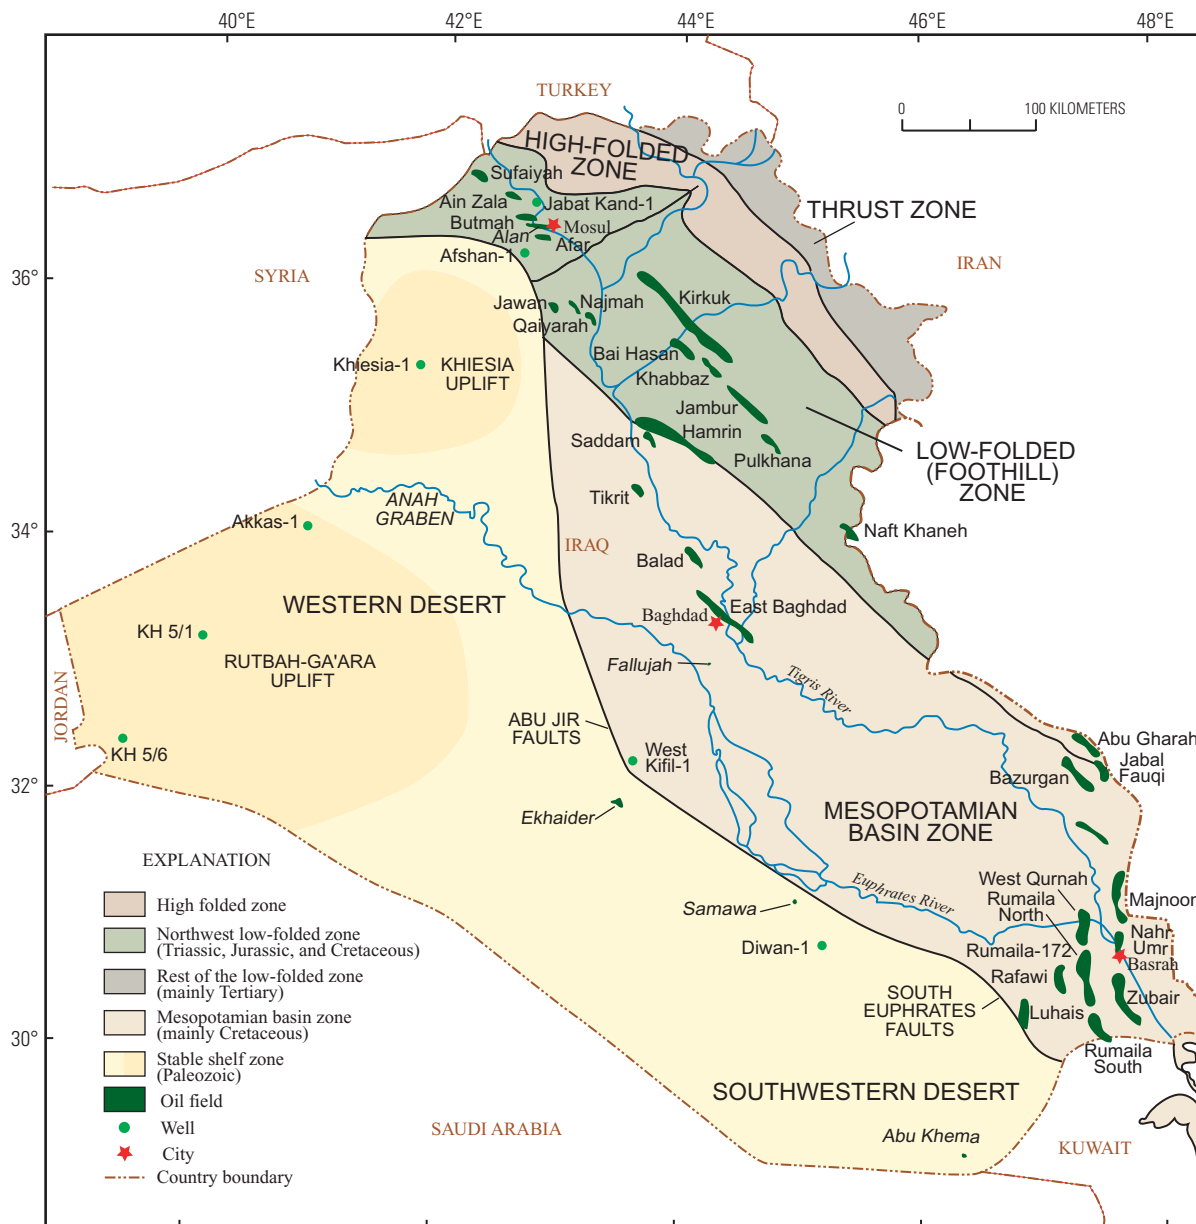 40°E
42°E
44°E
46°E
48°E
TURKEY
0
100 KILOMETERS
HIGH-FOLDED
ZONE
Sufaiyah
Ain Zala
Jabat Kand-1
Butmah
Mosul
Alan
Afar
Afshan-1
THRUST ZONE
IRAN
SYRIA
36°
Jawan
Najmah
Kirkuk
Qaiyarah
Bai Hasan
Khiesia-1
KHIESIA
UPLIFT
Khabbaz
Jambur
Hamrin
Saddam
Pulkhana
LOW-FOLDED
(FOOTHILL)
ZONE
Tikrit
ANAH
GRABEN
Akkas-1
34°
Naft Khaneh
IRAQ
Balad
WESTERN DESERT
East Baghdad
Baghdad
KH 5/1
RUTBAH-GA'ARA
UPLIFT
Fallujah
Tigris River
JORDAN
ABU JIR
FAULTS
KH 5/6
West
Kifil-1
Abu Gharah
Jabal
Fauqi
Bazurgan
32°
Ekhaider
MESOPOTAMIAN
BASIN ZONE
EXPLANATION
West Qurnah
Euphrates River
Rumaila
North
Majnoon
High folded zone
Samawa
Nahr
Umr
Northwest low-folded zone
(Triassic, Jurassic, and Cretaceous)
Diwan-1
Rumaila-172
Basrah
Rest of the low-folded zone
(mainly Tertiary)
Rafawi
SOUTH
EUPHRATES
FAULTS
Zubair
Luhais
Mesopotamian basin zone
(mainly Cretaceous)
30°
Rumaila
South
Stable shelf zone
(Paleozoic)
SOUTHWESTERN DESERT
Oil field
Well
SAUDI ARABIA
Abu Khema
KUWAIT
City
Country boundary